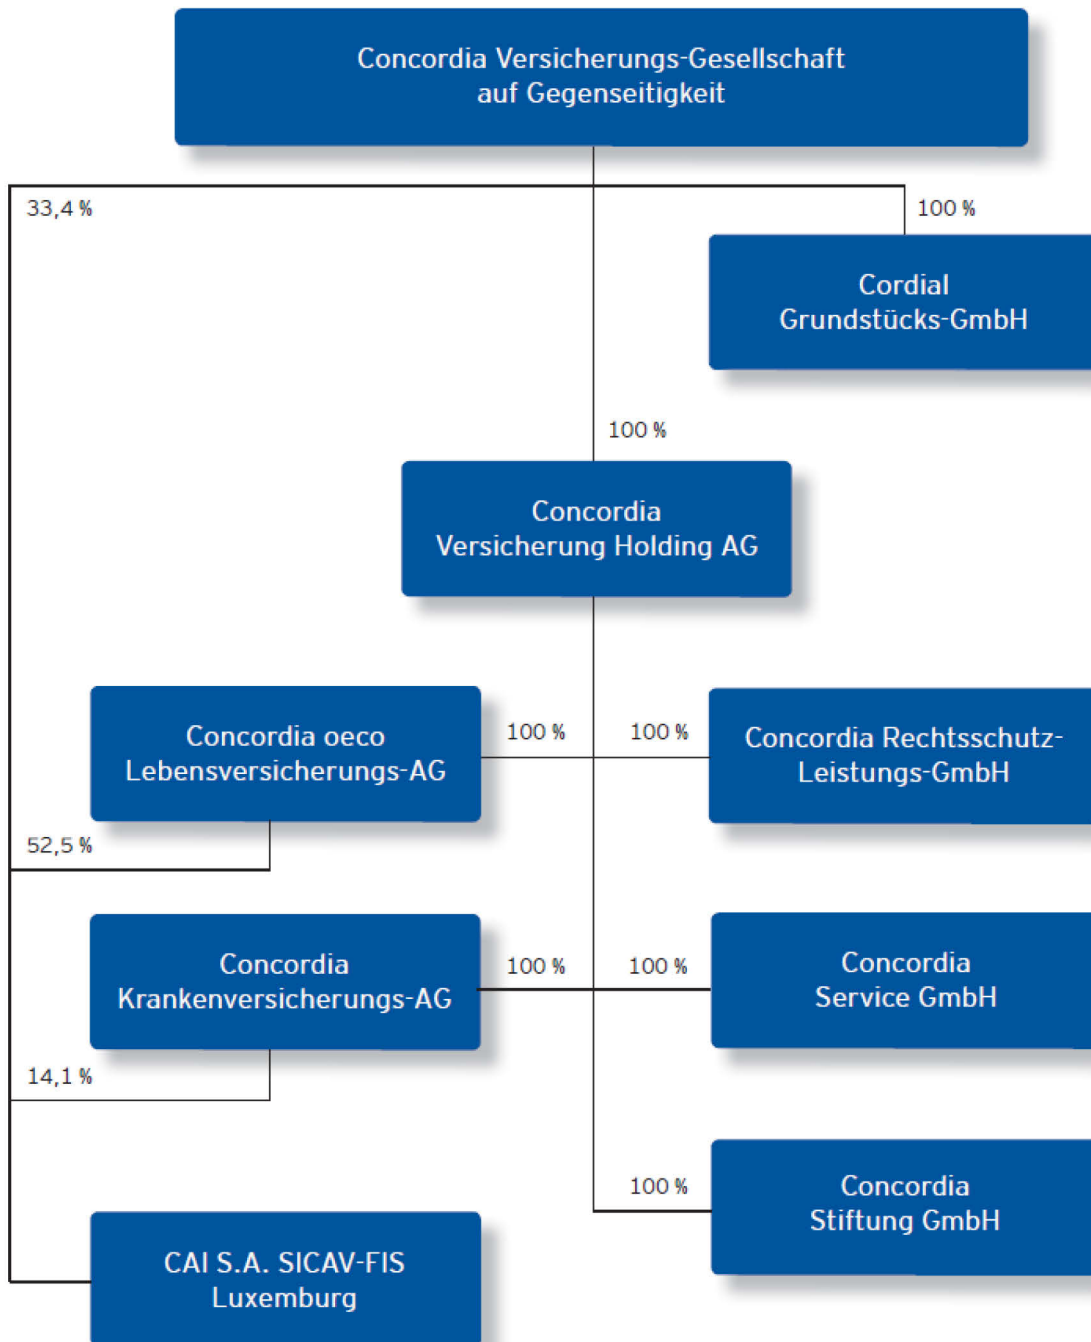 Concordia Versicherungs-Gesellschaft
auf Gegenseitigkeit
33,4 %
100 %
Cordial
Grundstücks-GmbH
100 %
Concordia
Versicherung Holding AG
Concordia oeco
Lebensversicherungs-AG
100 %
100 %
Concordia Rechtsschutz-
Leistungs-GmbH
52,5 %
Concordia
Krankenversicherungs-AG
100 %
100 %
Concordia
Service GmbH
14,1 %
100 %
Concordia
Stiftung GmbH
CAI S.A. SICAV-FIS
Luxemburg